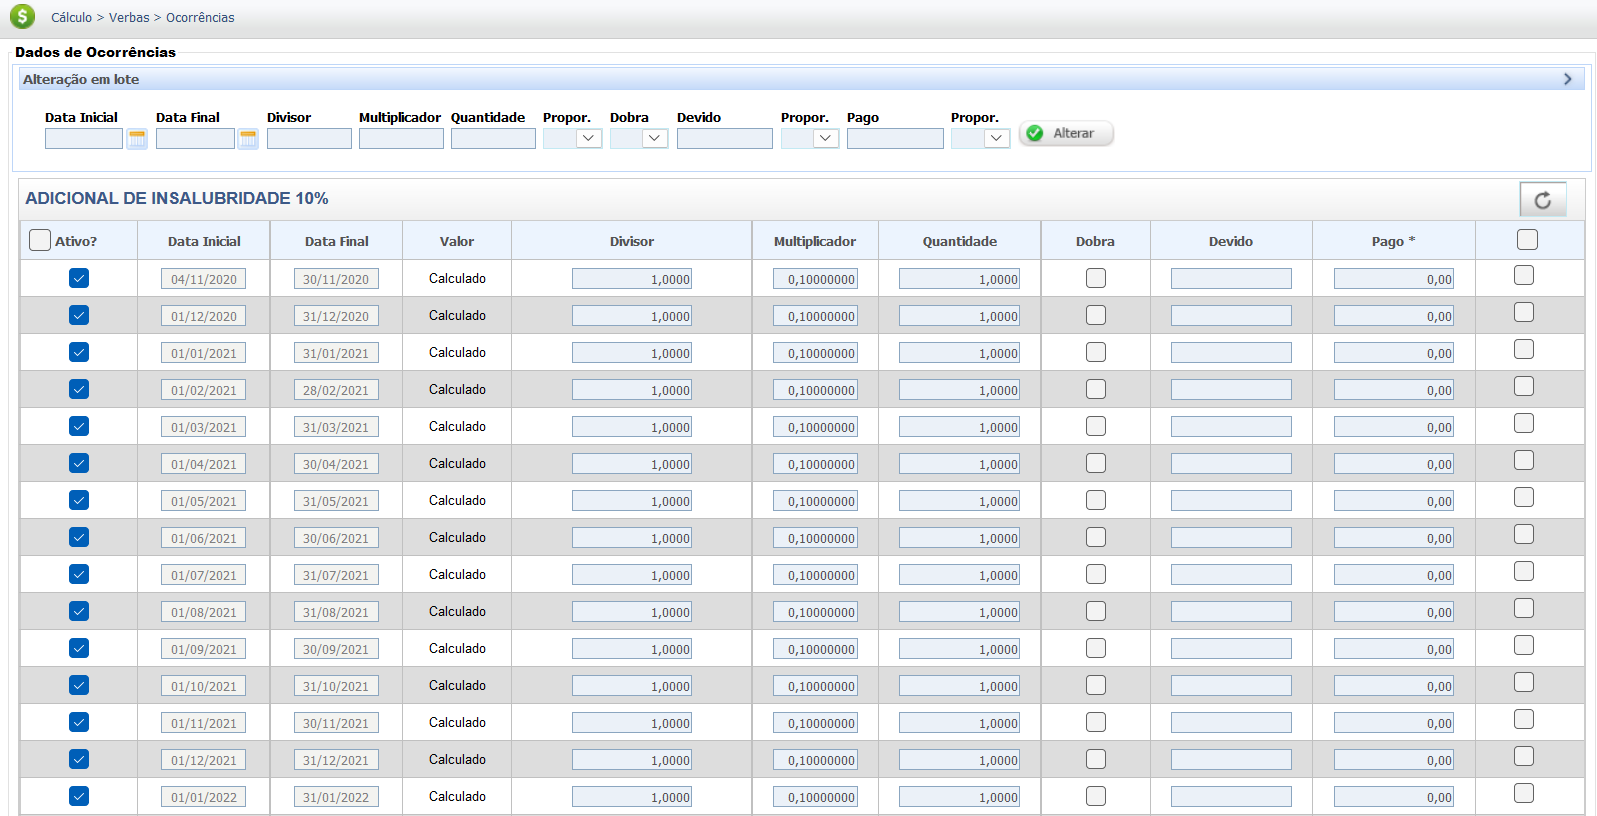 Cálculo > Verbas > Ocorrências
Dados de Ocorrências
Alteração em lote
Data Inicial Data Final Divisor Multiplicador Quantidade Propor. Dobra Devido Propor. Pago Propor.
Alterar
ADICIONAL DE INSALUBRIDADE 10%
Ativo? Data Inicial Data Final Valor Divisor Multiplicador Quantidade Dobra Devido Pago *
04/11/2020 30/11/2020 Calculado 1,0000 0,10000000 1,0000 0,00
01/12/2020 31/12/2020 Calculado 1,0000 0,10000000 1,0000 0,00
01/01/2021 31/01/2021 Calculado 1,0000 0,10000000 1,0000 0,00
01/02/2021 28/02/2021 Calculado 1,0000 0,10000000 1,0000 0,00
01/03/2021 31/03/2021 Calculado 1,0000 0,10000000 1,0000 0,00
01/04/2021 30/04/2021 Calculado 1,0000 0,10000000 1,0000 0,00
01/05/2021 31/05/2021 Calculado 1,0000 0,10000000 1,0000 0,00
01/06/2021 30/06/2021 Calculado 1,0000 0,10000000 1,0000 0,00
01/07/2021 31/07/2021 Calculado 1,0000 0,10000000 1,0000 0,00
01/08/2021 31/08/2021 Calculado 1,0000 0,10000000 1,0000 0,00
01/09/2021 30/09/2021 Calculado 1,0000 0,10000000 1,0000 0,00
01/10/2021 31/10/2021 Calculado 1,0000 0,10000000 1,0000 0,00
01/11/2021 30/11/2021 Calculado 1,0000 0,10000000 1,0000 0,00
01/12/2021 31/12/2021 Calculado 1,0000 0,10000000 1,0000 0,00
01/01/2022 31/01/2022 Calculado 1,0000 0,10000000 1,0000 0,00